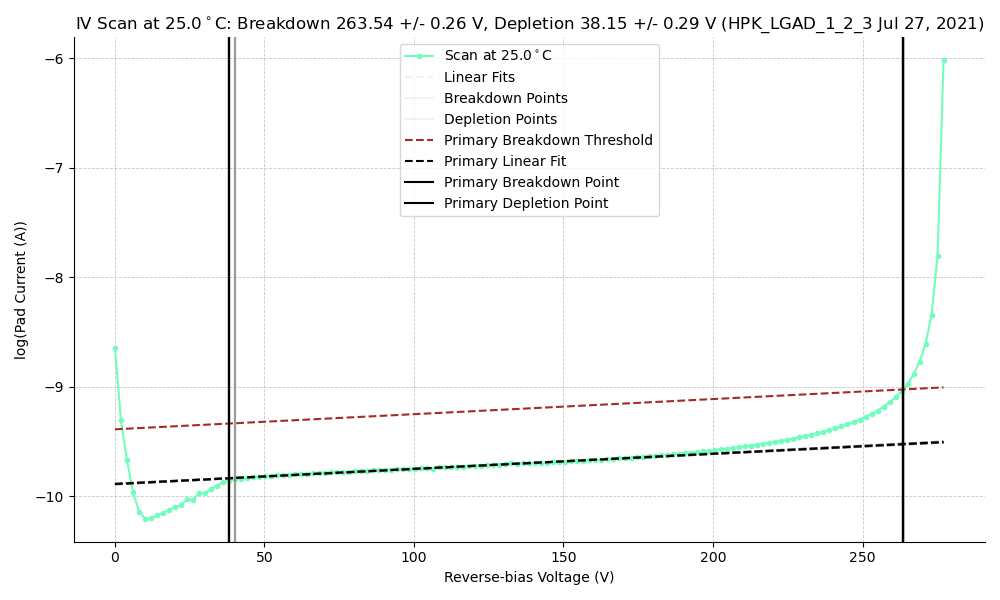 IV Scan at 25.0°C: Breakdown 263.54 +/- 0.26 V, Depletion 38.15 +/- 0.29 V (HPK_LGAD_1_2_3 Jul 27, 2021)
Scan at 25.0°C
Linear Fits
Breakdown Points
Depletion Points
Primary Breakdown Threshold
Primary Linear Fit
Primary Breakdown Point
Primary Depletion Point
log(Pad Current (A))
−6
−7
−8
−9
−10
0 50 100 150 200 250
Reverse-bias Voltage (V)